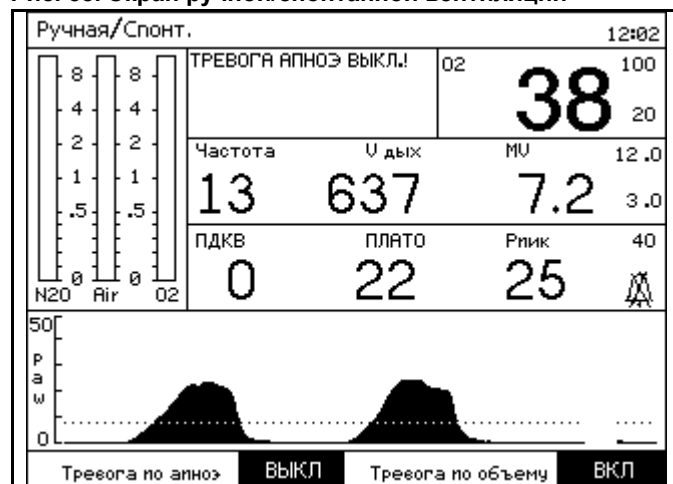 Ручная/Спонт. 12:02
ТРЕВОГА АПНОЭ ВЫКЛ.! O2 38 100
20
8 8
4 4
2 2
1 1
.5 .5
0 0
N2O Air O2
Частота V дых MV 12.0
13 637 7.2 3.0
ПДКВ ПЛАТО Pпик 40
0 22 25
50
Paw
0
Тревога по апноэ ВЫКЛ Тревога по объему ВКЛ